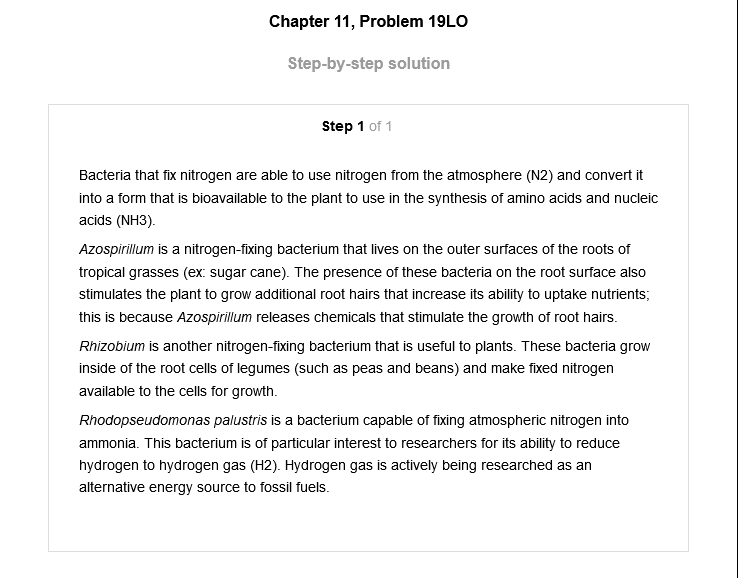 Chapter 11, Problem 19LO
Step-by-step solution
Step 1 of 1
Bacteria that fix nitrogen are able to use nitrogen from the atmosphere (N2) and convert it
into a form that is bioavailable to the plant to use in the synthesis of amino acids and nucleic
acids (NH3).
Azospirillum is a nitrogen-fixing bacterium that lives on the outer surfaces of the roots of
tropical grasses (ex: sugar cane). The presence of these bacteria on the root surface also
stimulates the plant to grow additional root hairs that increase its ability to uptake nutrients;
this is because Azospirillum releases chemicals that stimulate the growth of root hairs.
Rhizobium is another nitrogen-fixing bacterium that is useful to plants. These bacteria grow
inside of the root cells of legumes (such as peas and beans) and make fixed nitrogen
available to the cells for growth.
Rhodopseudomonas palustris is a bacterium capable of fixing atmospheric nitrogen into
ammonia. This bacterium is of particular interest to researchers for its ability to reduce
hydrogen to hydrogen gas (H2). Hydrogen gas is actively being researched as an
alternative energy source to fossil fuels.